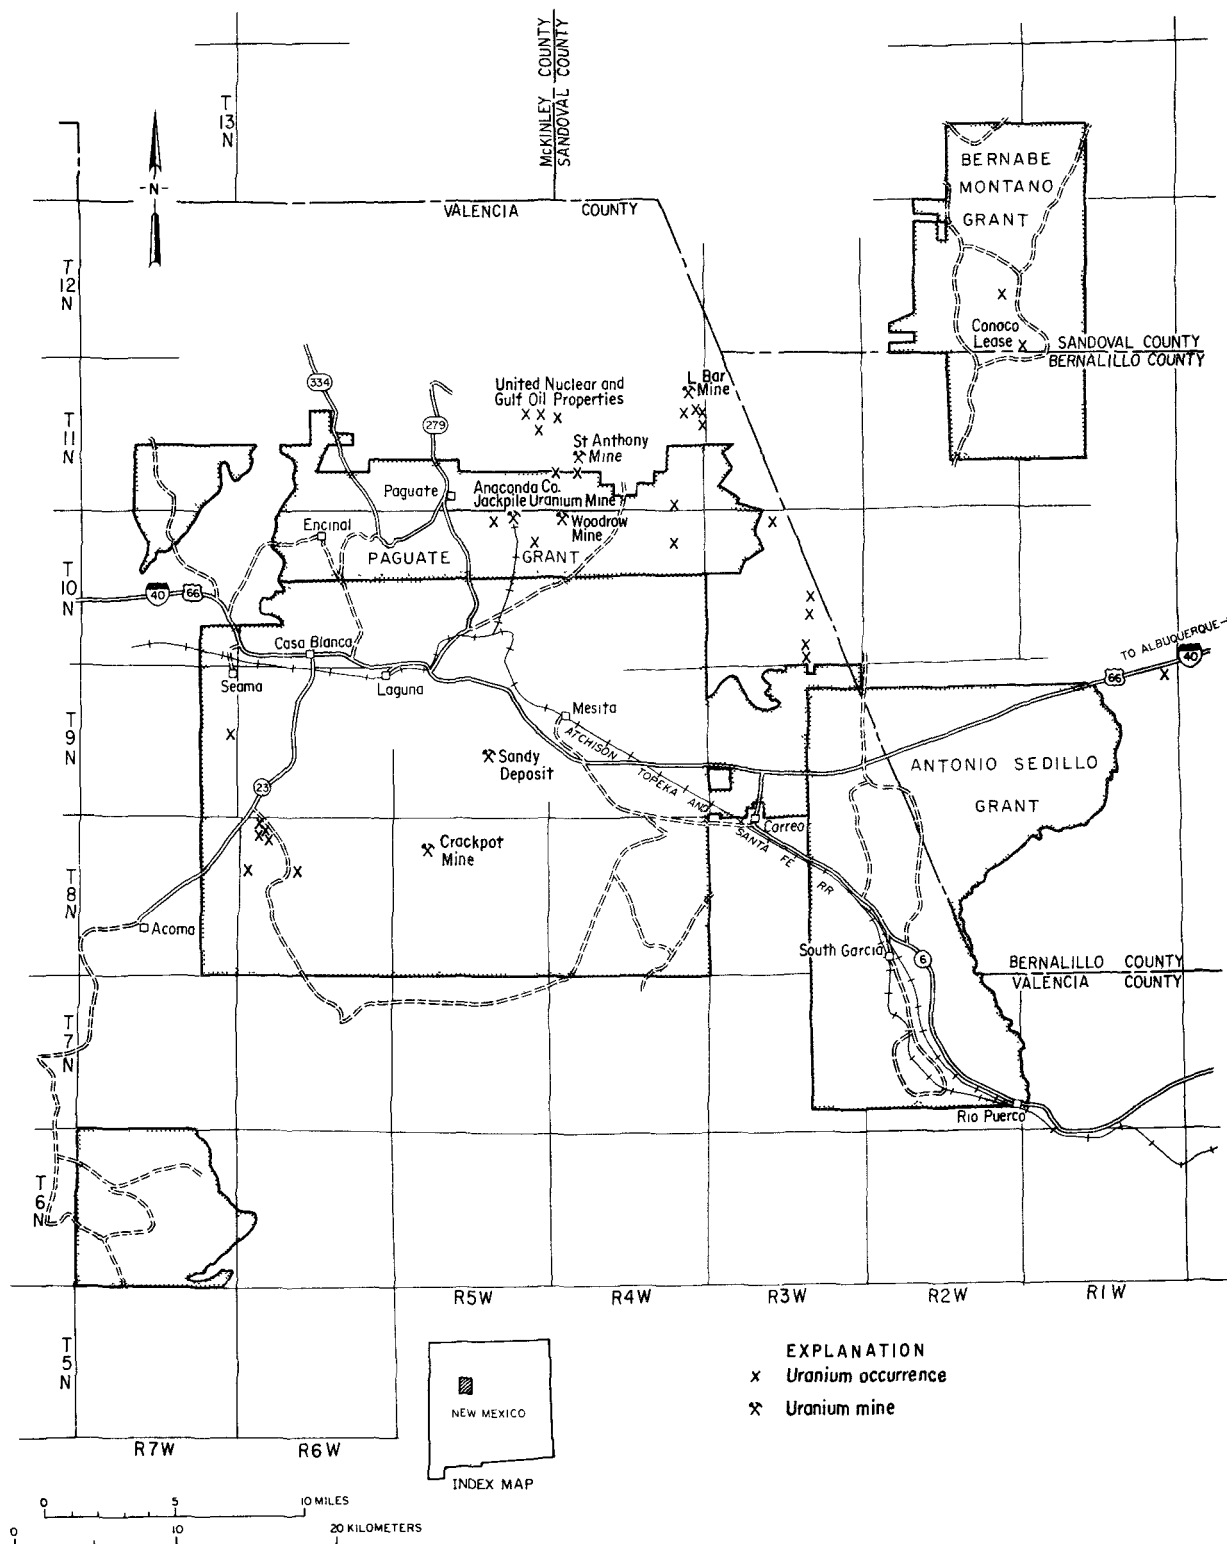 McKINLEY COUNTY
SANDOVAL COUNTY
T
13
N
-N-
BERNABE
MONTANO
GRANT
VALENCIA COUNTY
T
12
N
Conoco
Lease
SANDOVAL COUNTY
BERNALILLO COUNTY
334
United Nuclear and
Gulf Oil Properties
L Bar
Mine
279
T
11
N
St Anthony
Mine
Paguate
Anaconda Co.
Jackpile Uranium Mine
Woodrow
Mine
Encinal
PAGUATE GRANT
T
10
N
40
66
Casa Blanca
TO ALBUQUERQUE
40
66
Seama
Laguna
Mesita
T
9
N
ATCHISON TOPEKA AND SANTA FE RR
Sandy
Deposit
ANTONIO SEDILLO
GRANT
23
Correo
Crackpot
Mine
T
8
N
Acoma
South Garcia
6
BERNALILLO COUNTY
VALENCIA COUNTY
T
7
N
Rio Puerco
T
6
N
R5W R4W R3W R2W R1W
T
5
N
EXPLANATION
x Uranium occurrence
Uranium mine
NEW MEXICO
R7W R6W
INDEX MAP
0 5 10 MILES
0 10 20 KILOMETERS